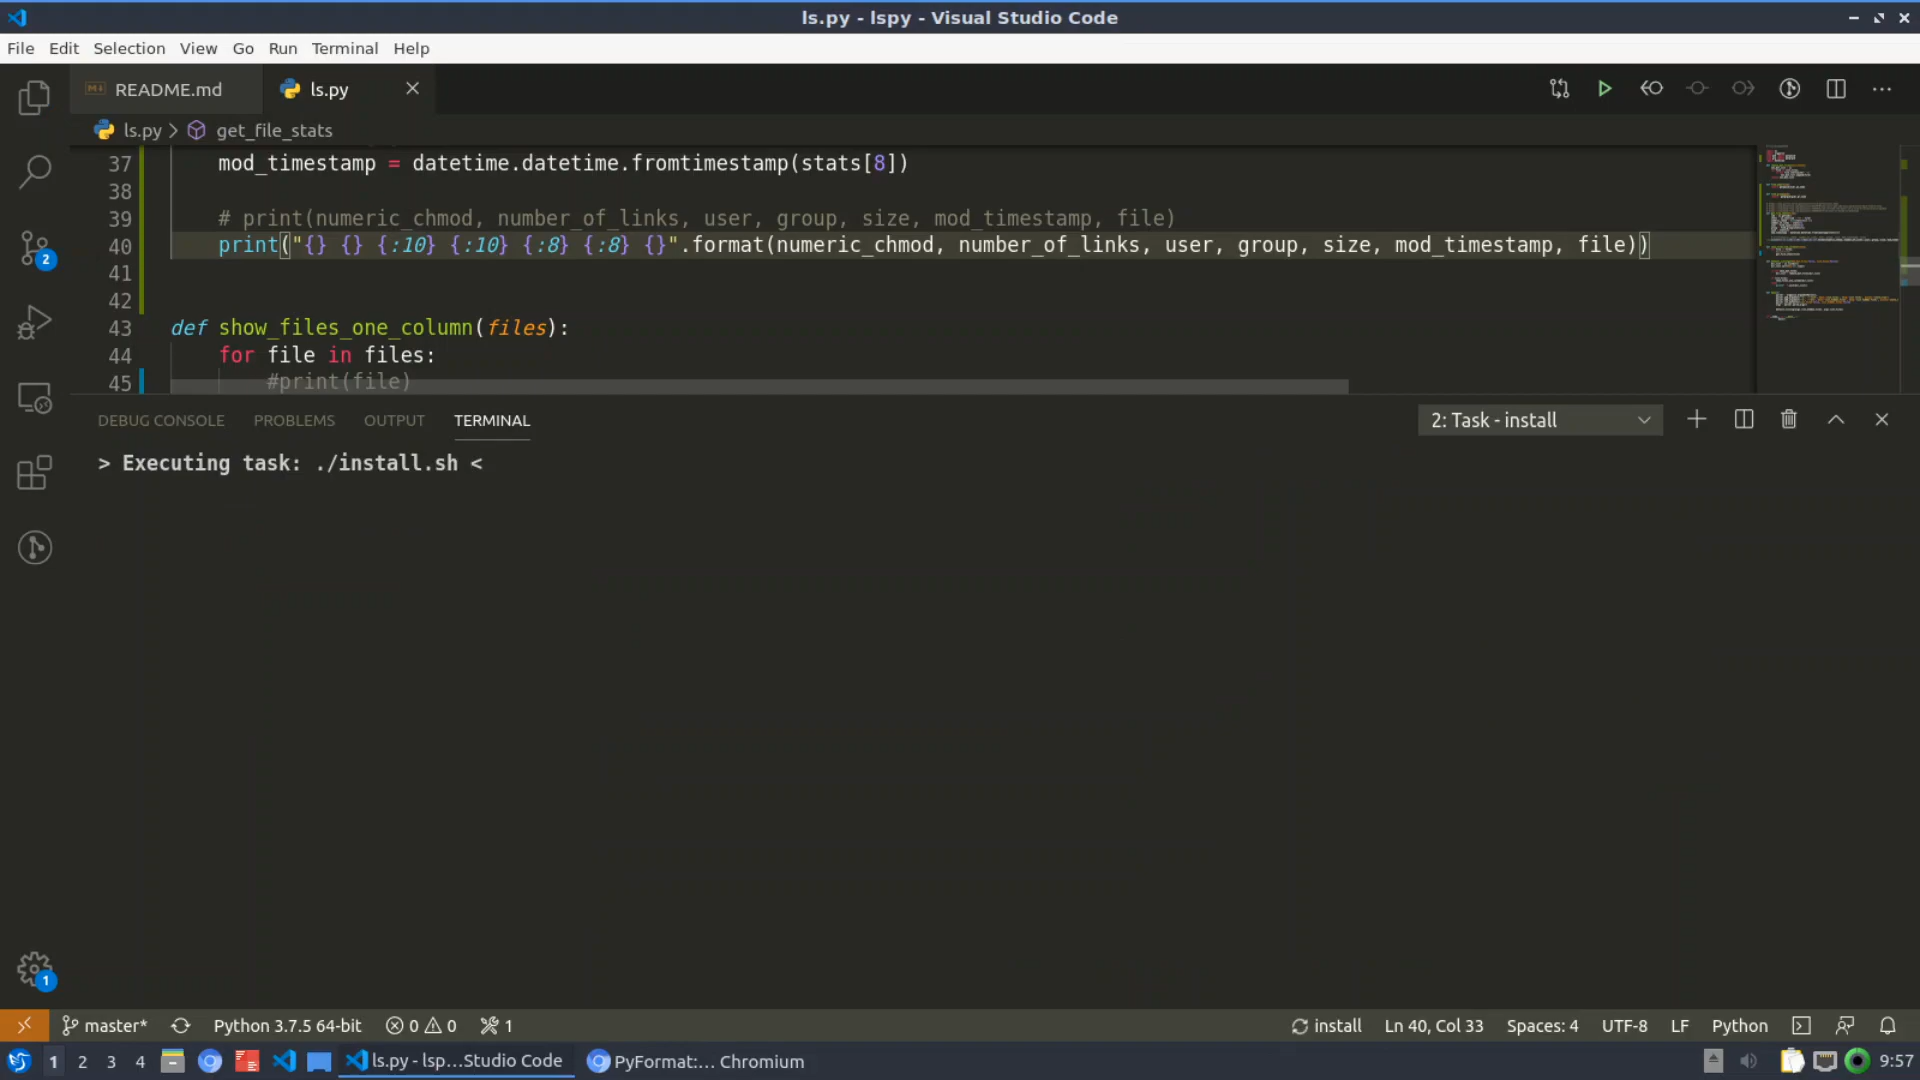 ls.py - lspy - Visual Studio Code
File Edit Selection View Go Run Terminal Help
README.md ls.py
ls.py > get_file_stats
37 mod_timestamp = datetime.datetime.fromtimestamp(stats[8])
38
39 # print(numeric_chmod, number_of_links, user, group, size, mod_timestamp, file)
40 print("{} {} {:10} {:10} {:8} {:8} {}".format(numeric_chmod, number_of_links, user, group, size, mod_timestamp, file))
41
42
43 def show_files_one_column(files):
44 for file in files:
45 #print(file)
2
DEBUG CONSOLE PROBLEMS OUTPUT TERMINAL 2: Task - install
> Executing task: ./install.sh <
1
master* Python 3.7.5 64-bit 0 0 1 install Ln 40, Col 33 Spaces: 4 UTF-8 LF Python
1 2 3 4 ls.py - lsp...Studio Code PyFormat:... Chromium 9:57